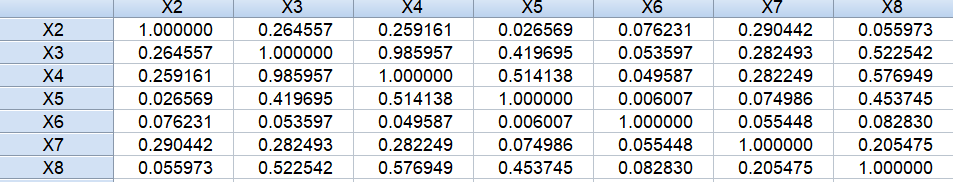 X2 X3 X4 X5 X6 X7 X8
X2 1.000000 0.264557 0.259161 0.026569 0.076231 0.290442 0.055973
X3 0.264557 1.000000 0.985957 0.419695 0.053597 0.282493 0.522542
X4 0.259161 0.985957 1.000000 0.514138 0.049587 0.282249 0.576949
X5 0.026569 0.419695 0.514138 1.000000 0.006007 0.074986 0.453745
X6 0.076231 0.053597 0.049587 0.006007 1.000000 0.055448 0.082830
X7 0.290442 0.282493 0.282249 0.074986 0.055448 1.000000 0.205475
X8 0.055973 0.522542 0.576949 0.453745 0.082830 0.205475 1.000000